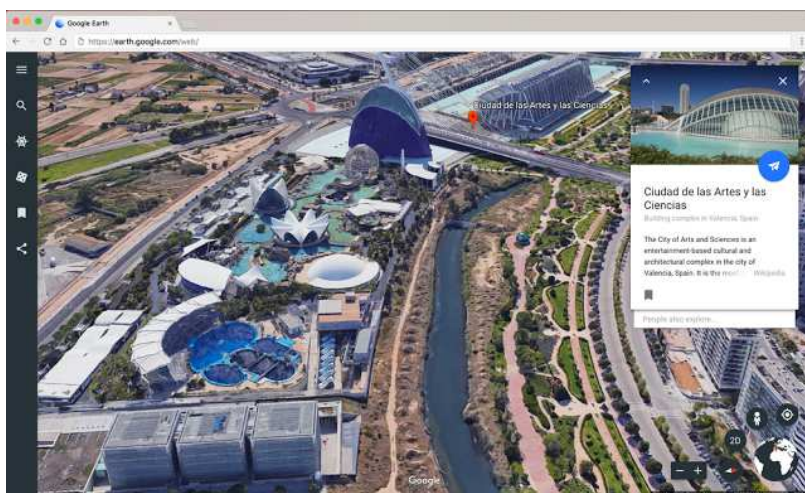 Google Earth
https://earth.google.com/web/
Ciudad de las Artes y las Ciencias
Ciudad de las Artes y las
Ciencias
Building complex in Valencia, Spain
The City of Arts and Sciences is an
entertainment-based cultural and
architectural complex in the city of
Valencia, Spain. It is the most Wikipedia
People also explore...
2D
Google